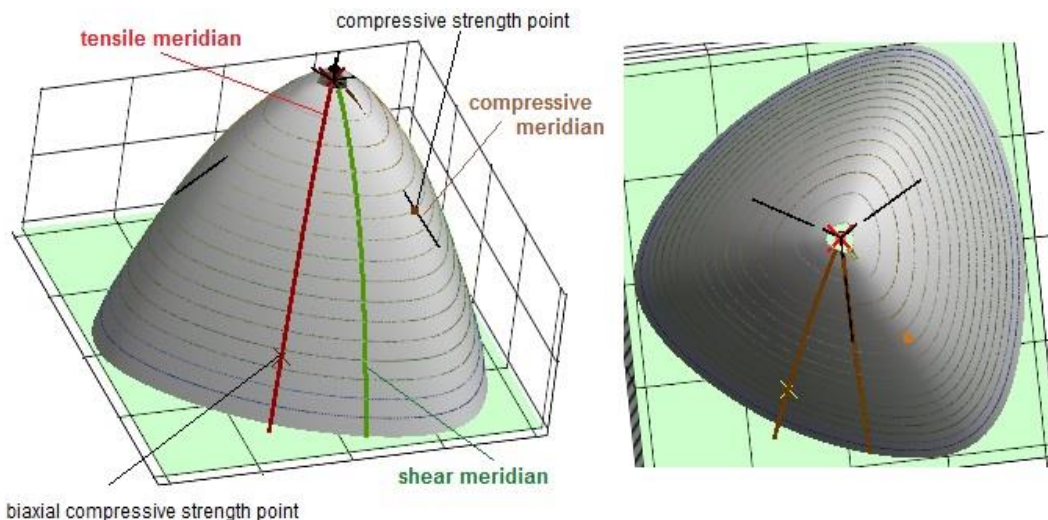 compressive strength point
tensile meridian
compressive
meridian
shear meridian
biaxial compressive strength point